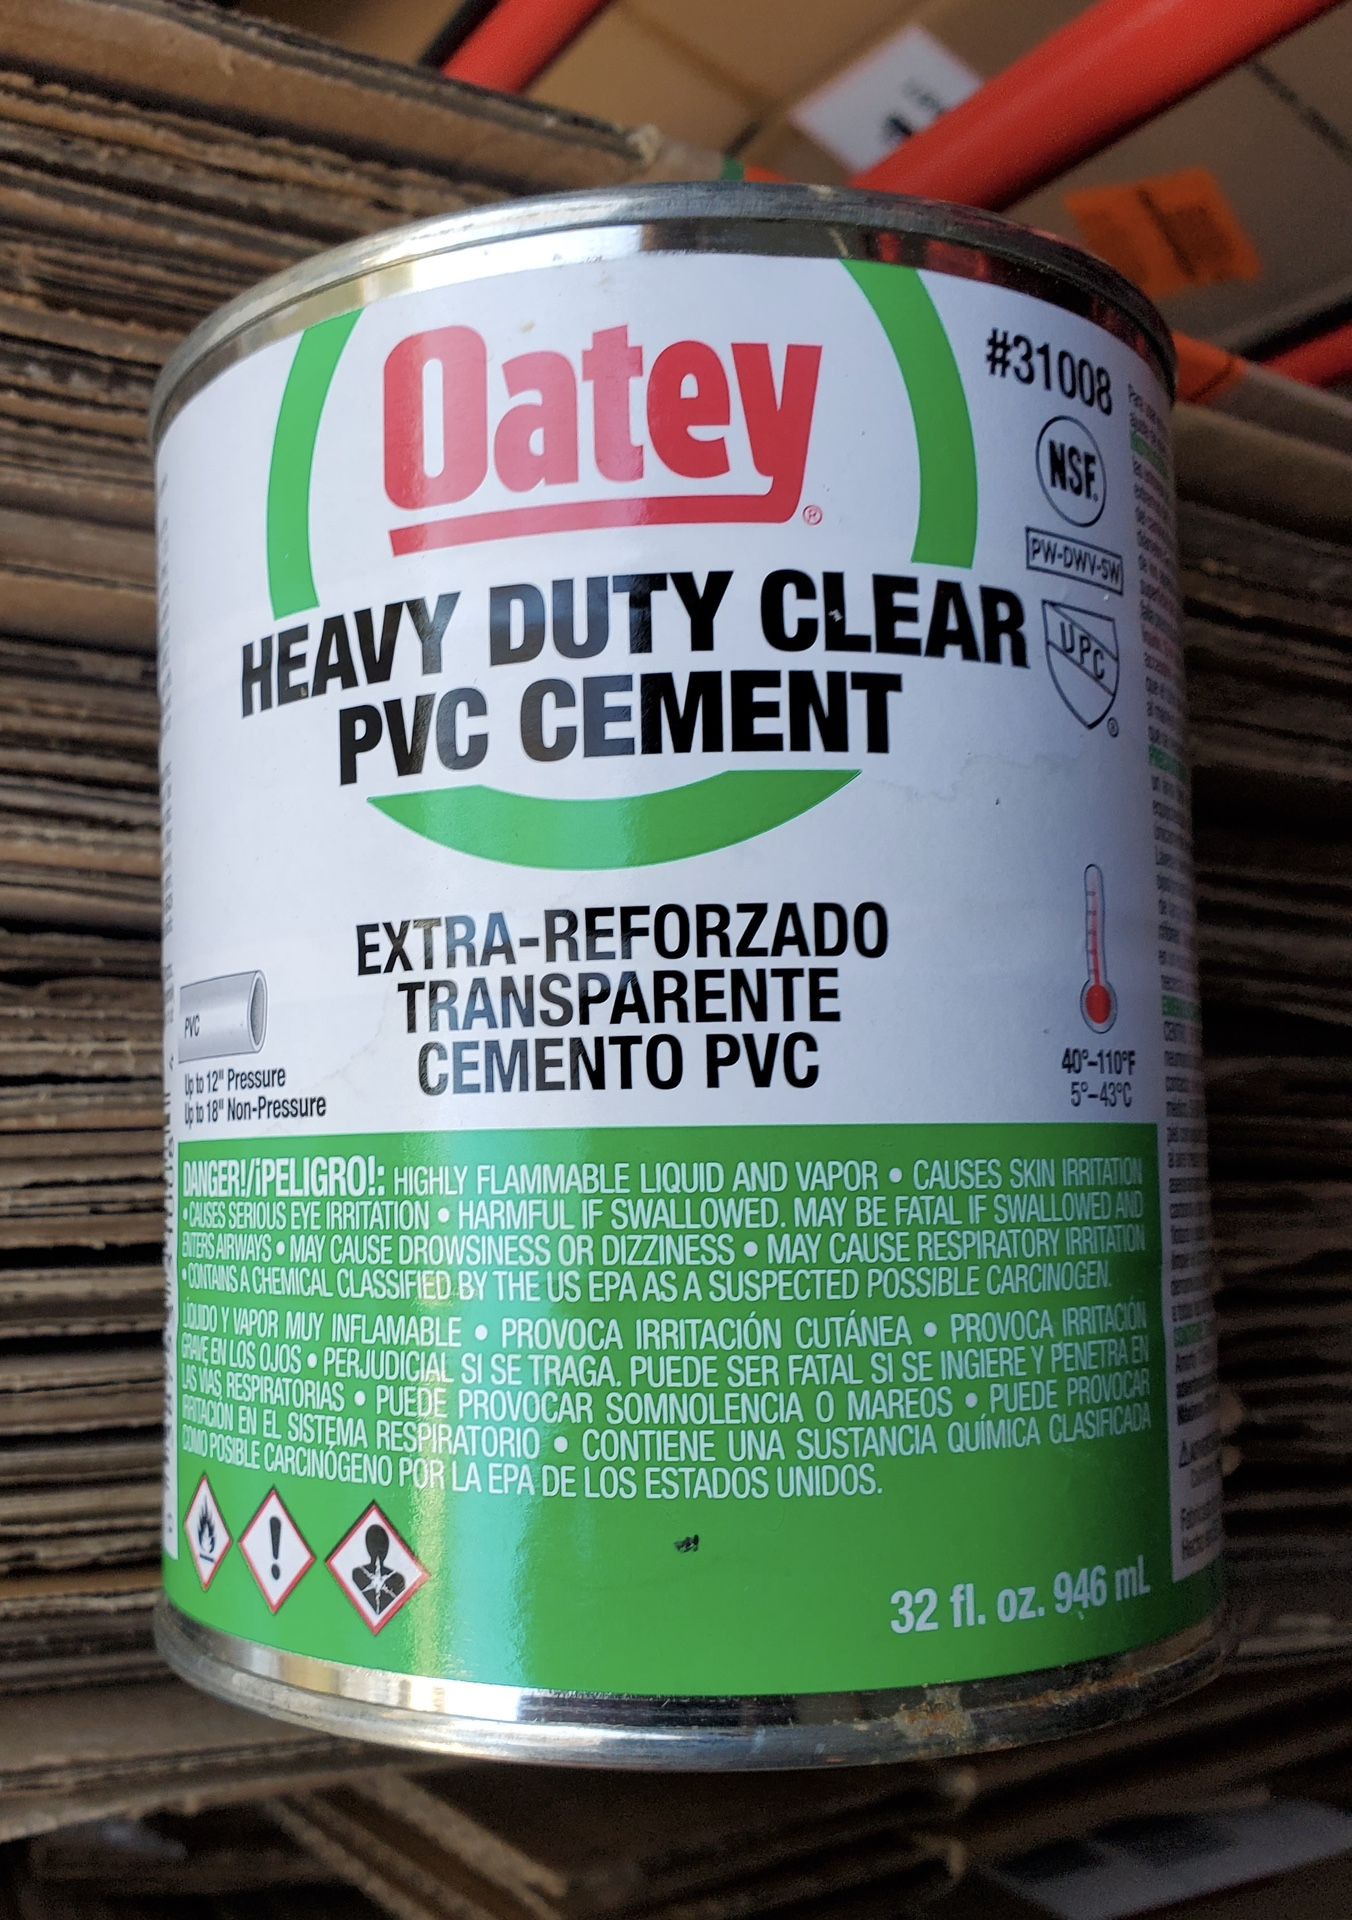 Oatey®
#31008
NSF®
PW-DWV-SW
UPC®
HEAVY DUTY CLEAR
PVC CEMENT
EXTRA-REFORZADO
TRANSPARENTE
CEMENTO PVC
PVC
Up to 12" Pressure
Up to 18" Non-Pressure
40°–110°F
5°–43°C
DANGER!/¡PELIGRO!: HIGHLY FLAMMABLE LIQUID AND VAPOR • CAUSES SKIN IRRITATION
• CAUSES SERIOUS EYE IRRITATION • HARMFUL IF SWALLOWED. MAY BE FATAL IF SWALLOWED AND
ENTERS AIRWAYS • MAY CAUSE DROWSINESS OR DIZZINESS • MAY CAUSE RESPIRATORY IRRITATION
• CONTAINS A CHEMICAL CLASSIFIED BY THE US EPA AS A SUSPECTED POSSIBLE CARCINOGEN.
LÍQUIDO Y VAPOR MUY INFLAMABLE • PROVOCA IRRITACIÓN CUTÁNEA • PROVOCA IRRITACIÓN
GRAVE EN LOS OJOS • PERJUDICIAL SI SE TRAGA. PUEDE SER FATAL SI SE INGIERE Y PENETRA EN
LAS VIAS RESPIRATORIAS • PUEDE PROVOCAR SOMNOLENCIA O MAREOS • PUEDE PROVOCAR
IRRITACIÓN EN EL SISTEMA RESPIRATORIO • CONTIENE UNA SUSTANCIA QUÍMICA CLASIFICADA
COMO POSIBLE CARCINÓGENO POR LA EPA DE LOS ESTADOS UNIDOS.
32 fl. oz. 946 mL